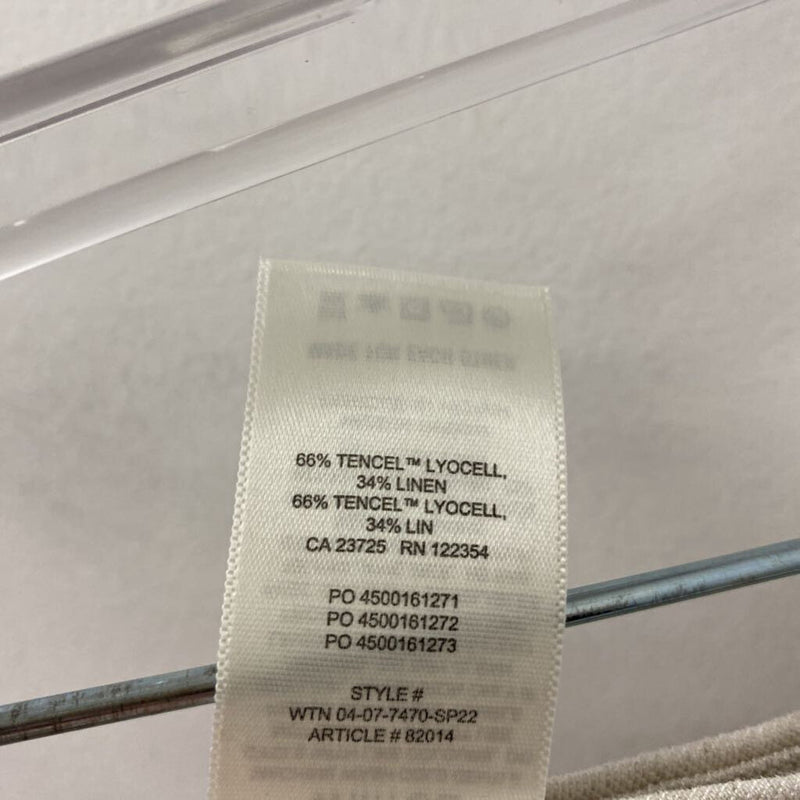 66% TENCEL™ LYOCELL,
34% LINEN
66% TENCEL™ LYOCELL,
34% LIN
CA 23725 RN 122354
PO 4500161271
PO 4500161272
PO 4500161273
STYLE #
WTN 04-07-7470-SP22
ARTICLE # 82014